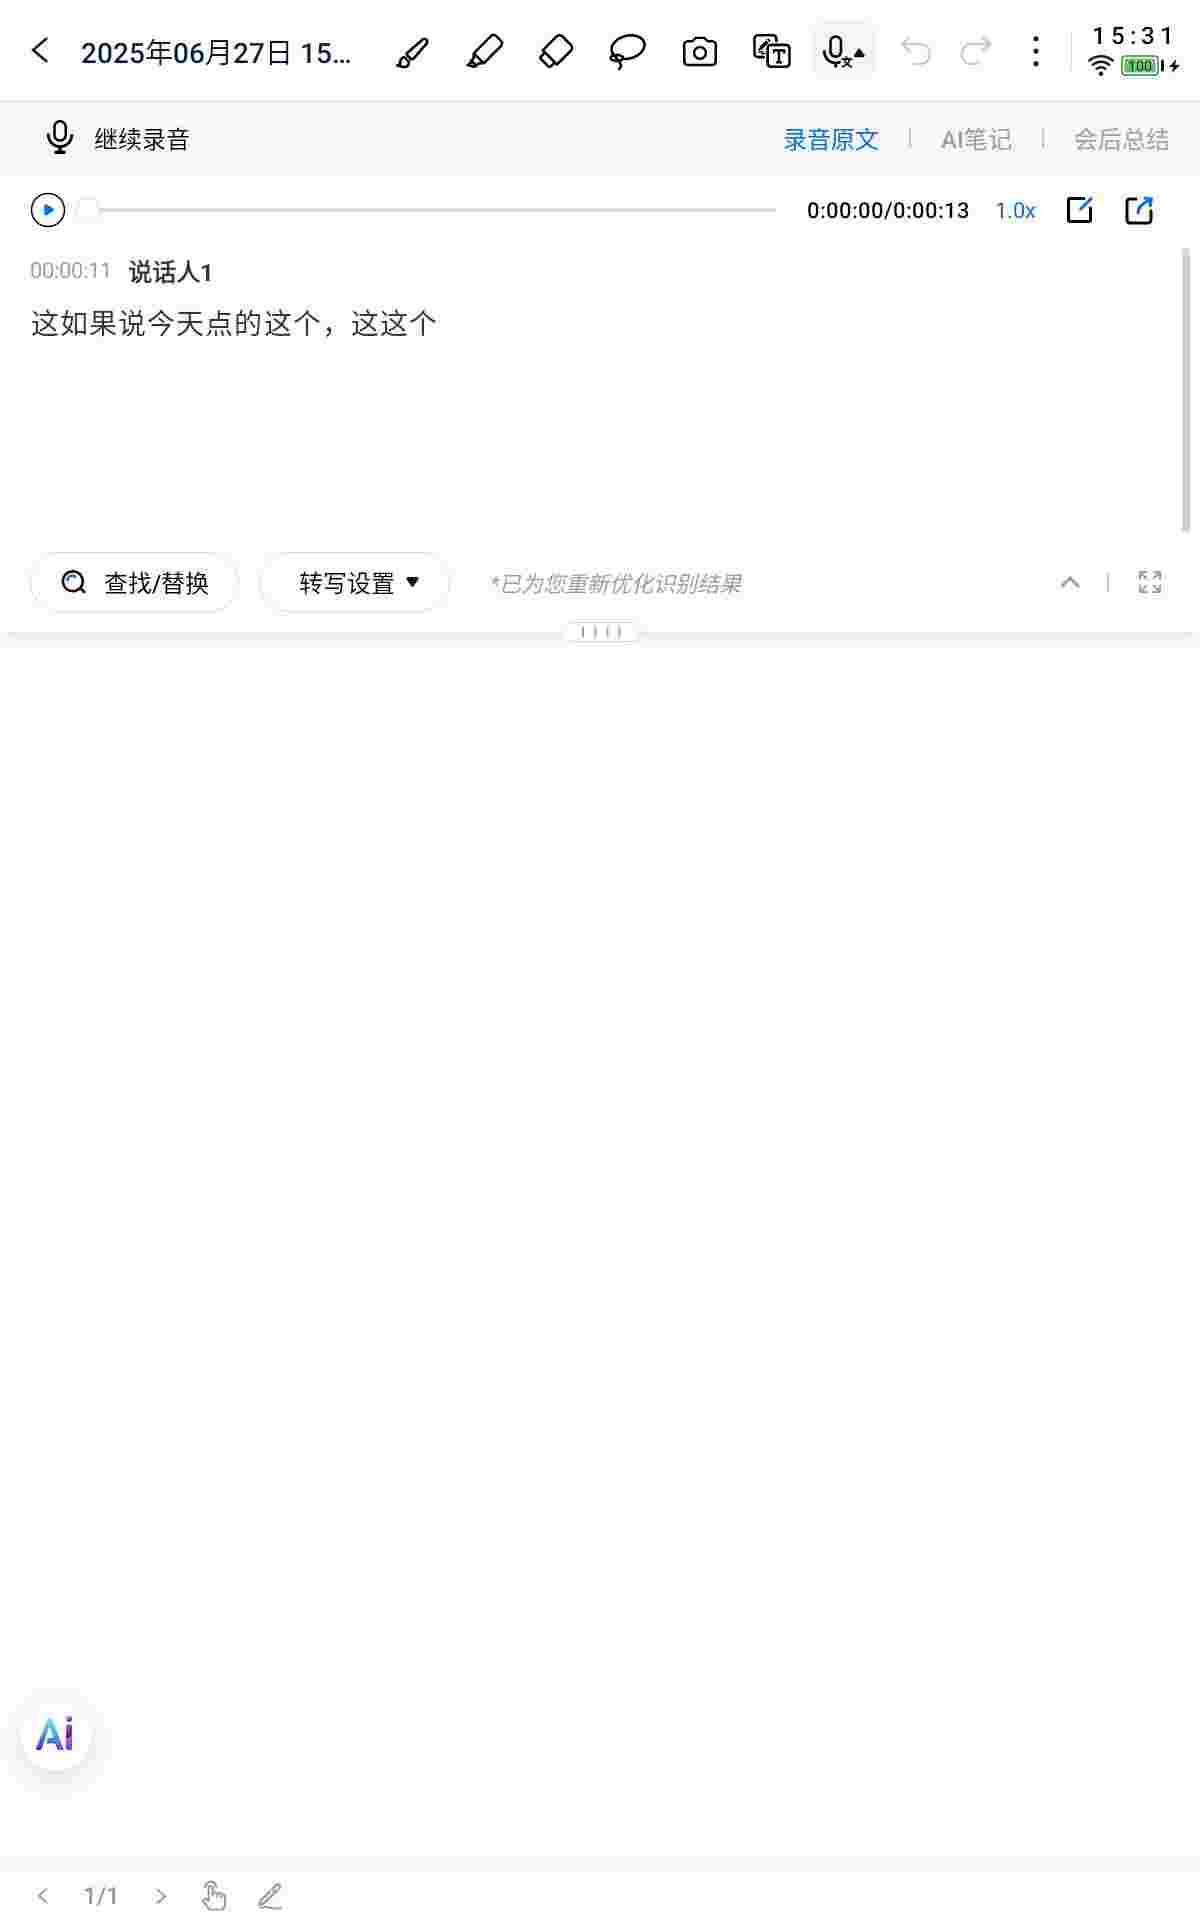 2025年06月27日 15...
15:31
100
继续录音
录音原文
AI笔记
会后总结
0:00:00/0:00:13
1.0x
00:00:11 说话人1
这如果说今天点的这个，这这个
查找/替换
转写设置
*已为您重新优化识别结果
Ai
1/1